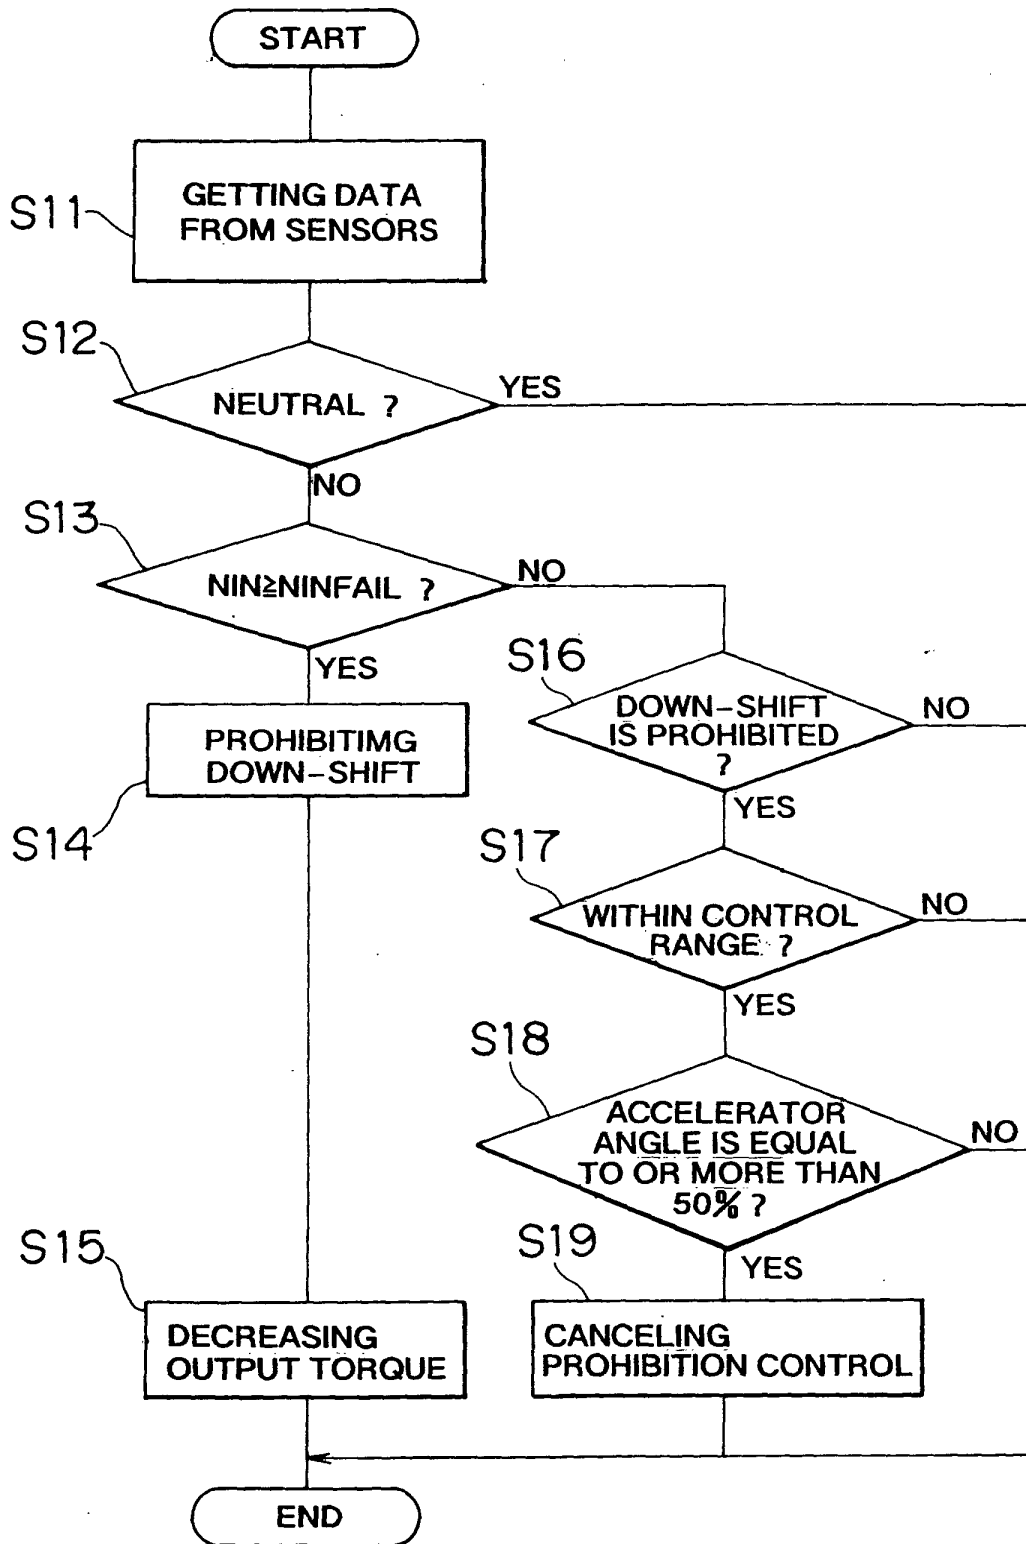 START
S11
GETTING DATA
FROM SENSORS
S12
NEUTRAL ?
YES
NO
S13
NIN≧NINFAIL ?
NO
YES
S14
PROHIBITIMG
DOWN-SHIFT
S16
DOWN-SHIFT
IS PROHIBITED
?
NO
YES
S17
WITHIN CONTROL
RANGE ?
NO
YES
S18
ACCELERATOR
ANGLE IS EQUAL
TO OR MORE THAN
50% ?
NO
YES
S15
DECREASING
OUTPUT TORQUE
S19
CANCELING
PROHIBITION CONTROL
END